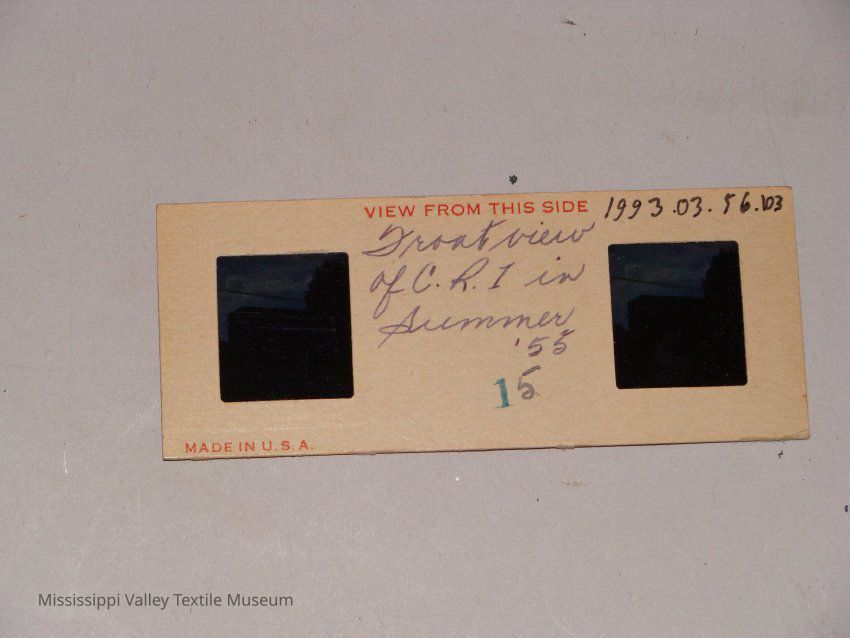 VIEW FROM THIS SIDE
1993.03.56.103
Front view
of C. R. I in
Summer
'55
15
MADE IN U.S.A.
Mississippi Valley Textile Museum